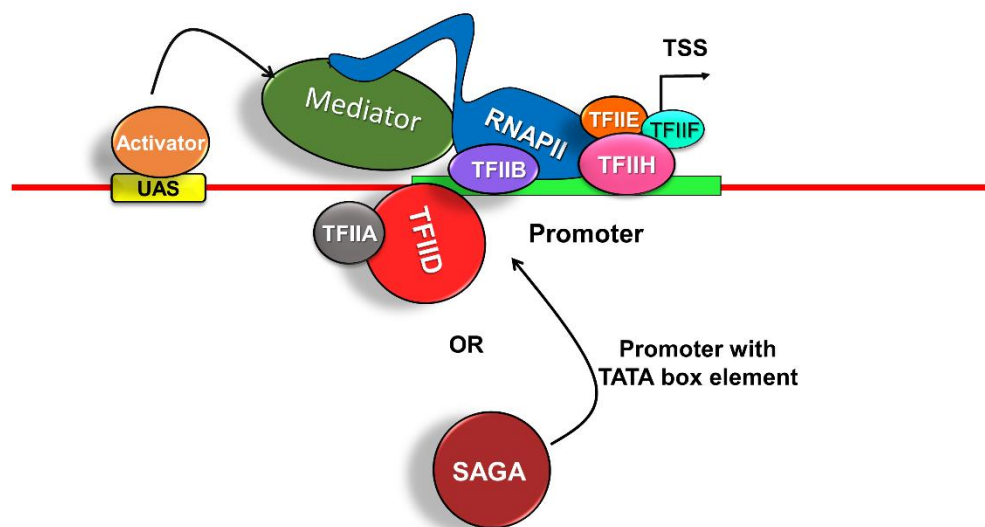 TSS
Mediator
RNAPII
TFIIE
TFIIF
Activator
TFIIB
TFIIH
UAS
TFIIA
TFIID
Promoter
OR
Promoter with
TATA box element
SAGA